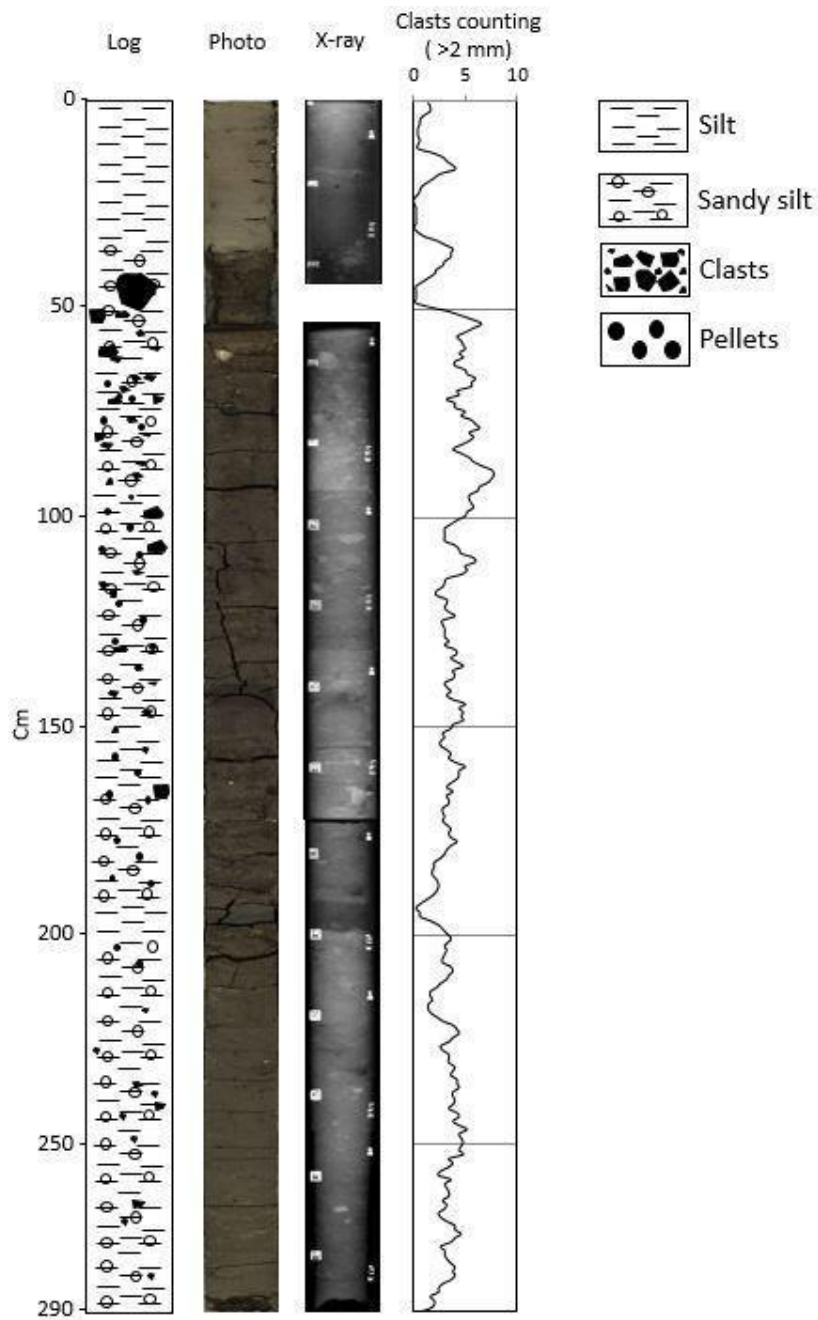 Log
Photo
X-ray
Clasts counting
( >2 mm)
0 5 10
0
50
100
150
200
250
290
Cm
Silt
Sandy silt
Clasts
Pellets